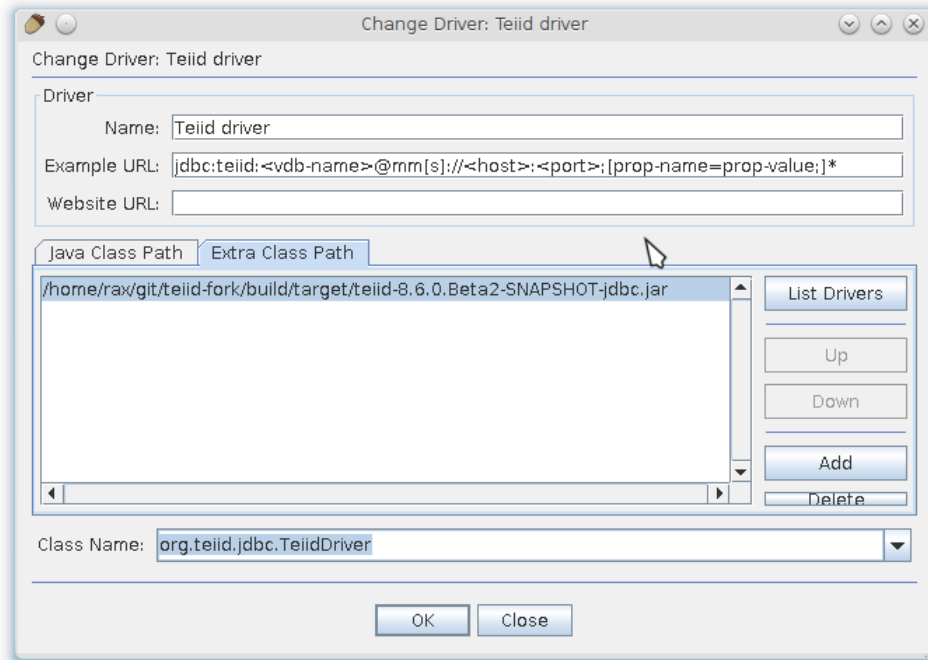 Change Driver: Teiid driver
Change Driver: Teiid driver
Driver
Name: Teiid driver
Example URL: jdbc:teiid:<vdb-name>@mm[s]://<host>:<port>;[prop-name=prop-value;]*
Website URL:
Java Class Path Extra Class Path
/home/rax/git/teiid-fork/build/target/teiid-8.6.0.Beta2-SNAPSHOT-jdbc.jar
List Drivers
Up
Down
Add
Delete
Class Name: org.teiid.jdbc.TeiidDriver
OK Close